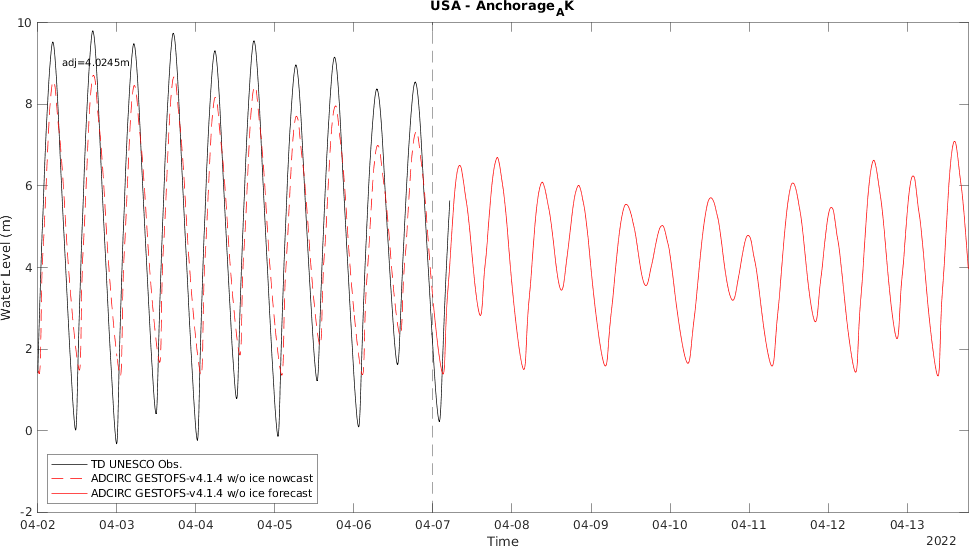 USA - Anchorage_AK
10
8
6
4
2
0
-2
Water Level (m)
adj=4.0245m
TD UNESCO Obs.
ADCIRC GESTOFS-v4.1.4 w/o ice nowcast
ADCIRC GESTOFS-v4.1.4 w/o ice forecast
04-02 04-03 04-04 04-05 04-06 04-07 04-08 04-09 04-10 04-11 04-12 04-13
Time
2022